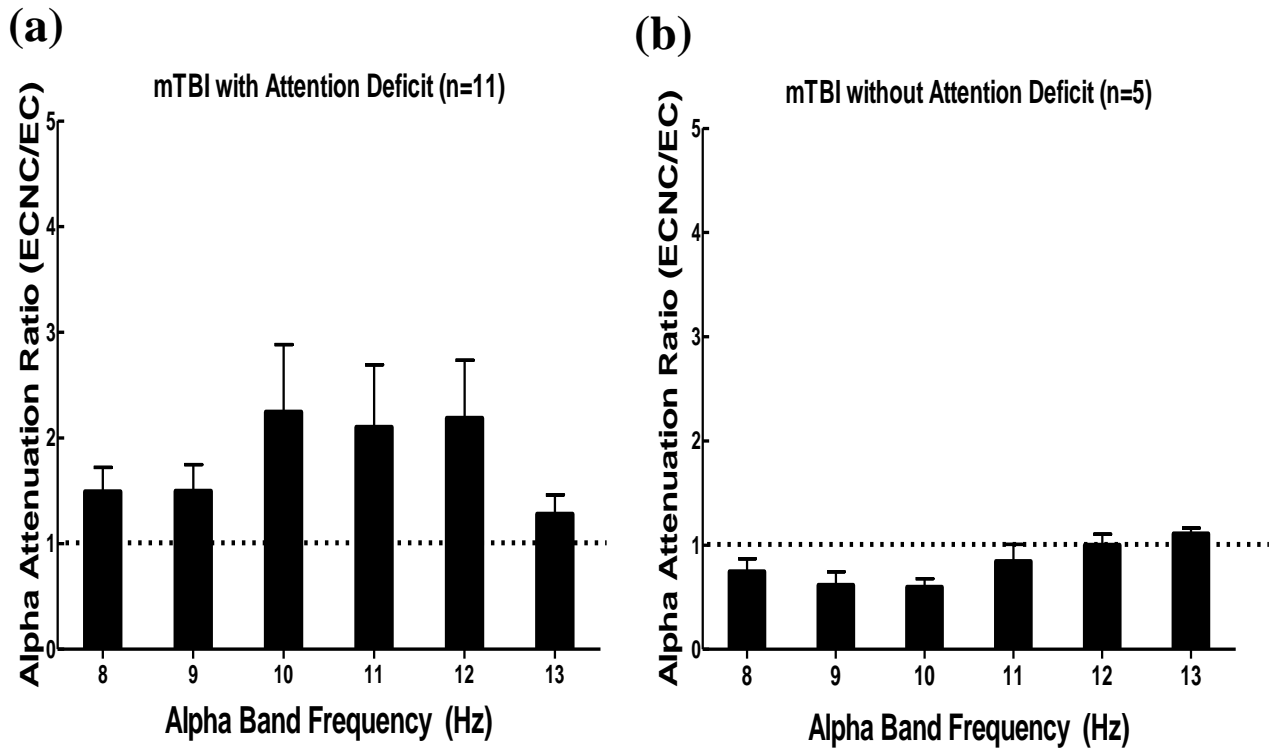 (a)
mTBI with Attention Deficit (n=11)
Alpha Attenuation Ratio (ECNC/EC)
5
4
3
2
1
0
8 9 10 11 12 13
Alpha Band Frequency (Hz)
(b)
mTBI without Attention Deficit (n=5)
Alpha Attenuation Ratio (ECNC/EC)
5
4
3
2
1
0
8 9 10 11 12 13
Alpha Band Frequency (Hz)